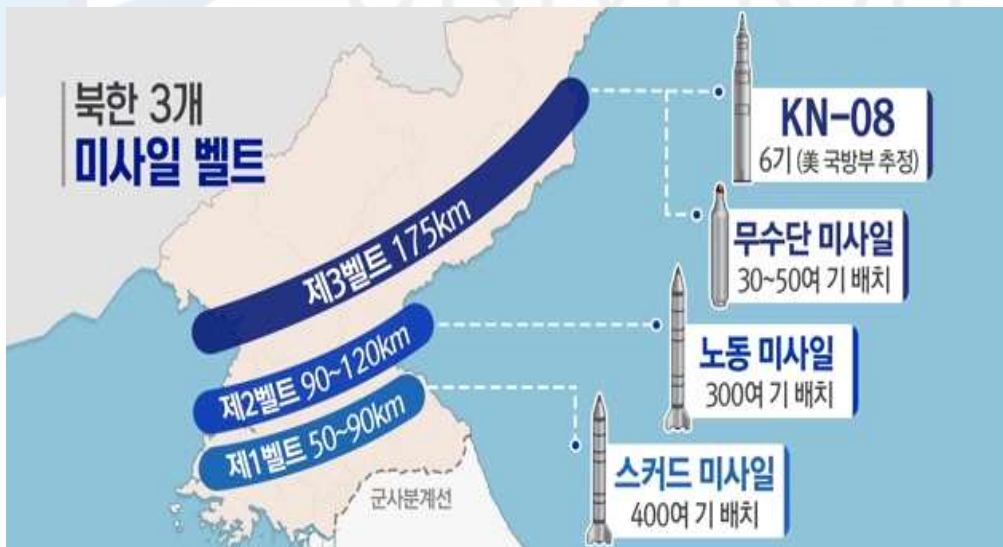 북한 3개
미사일 벨트
KN-08
6기 (美 국방부 추정)
무수단 미사일
30~50여 기 배치
제3벨트 175km
노동 미사일
300여 기 배치
제2벨트 90~120km
제1벨트 50~90km
스커드 미사일
400여 기 배치
군사분계선